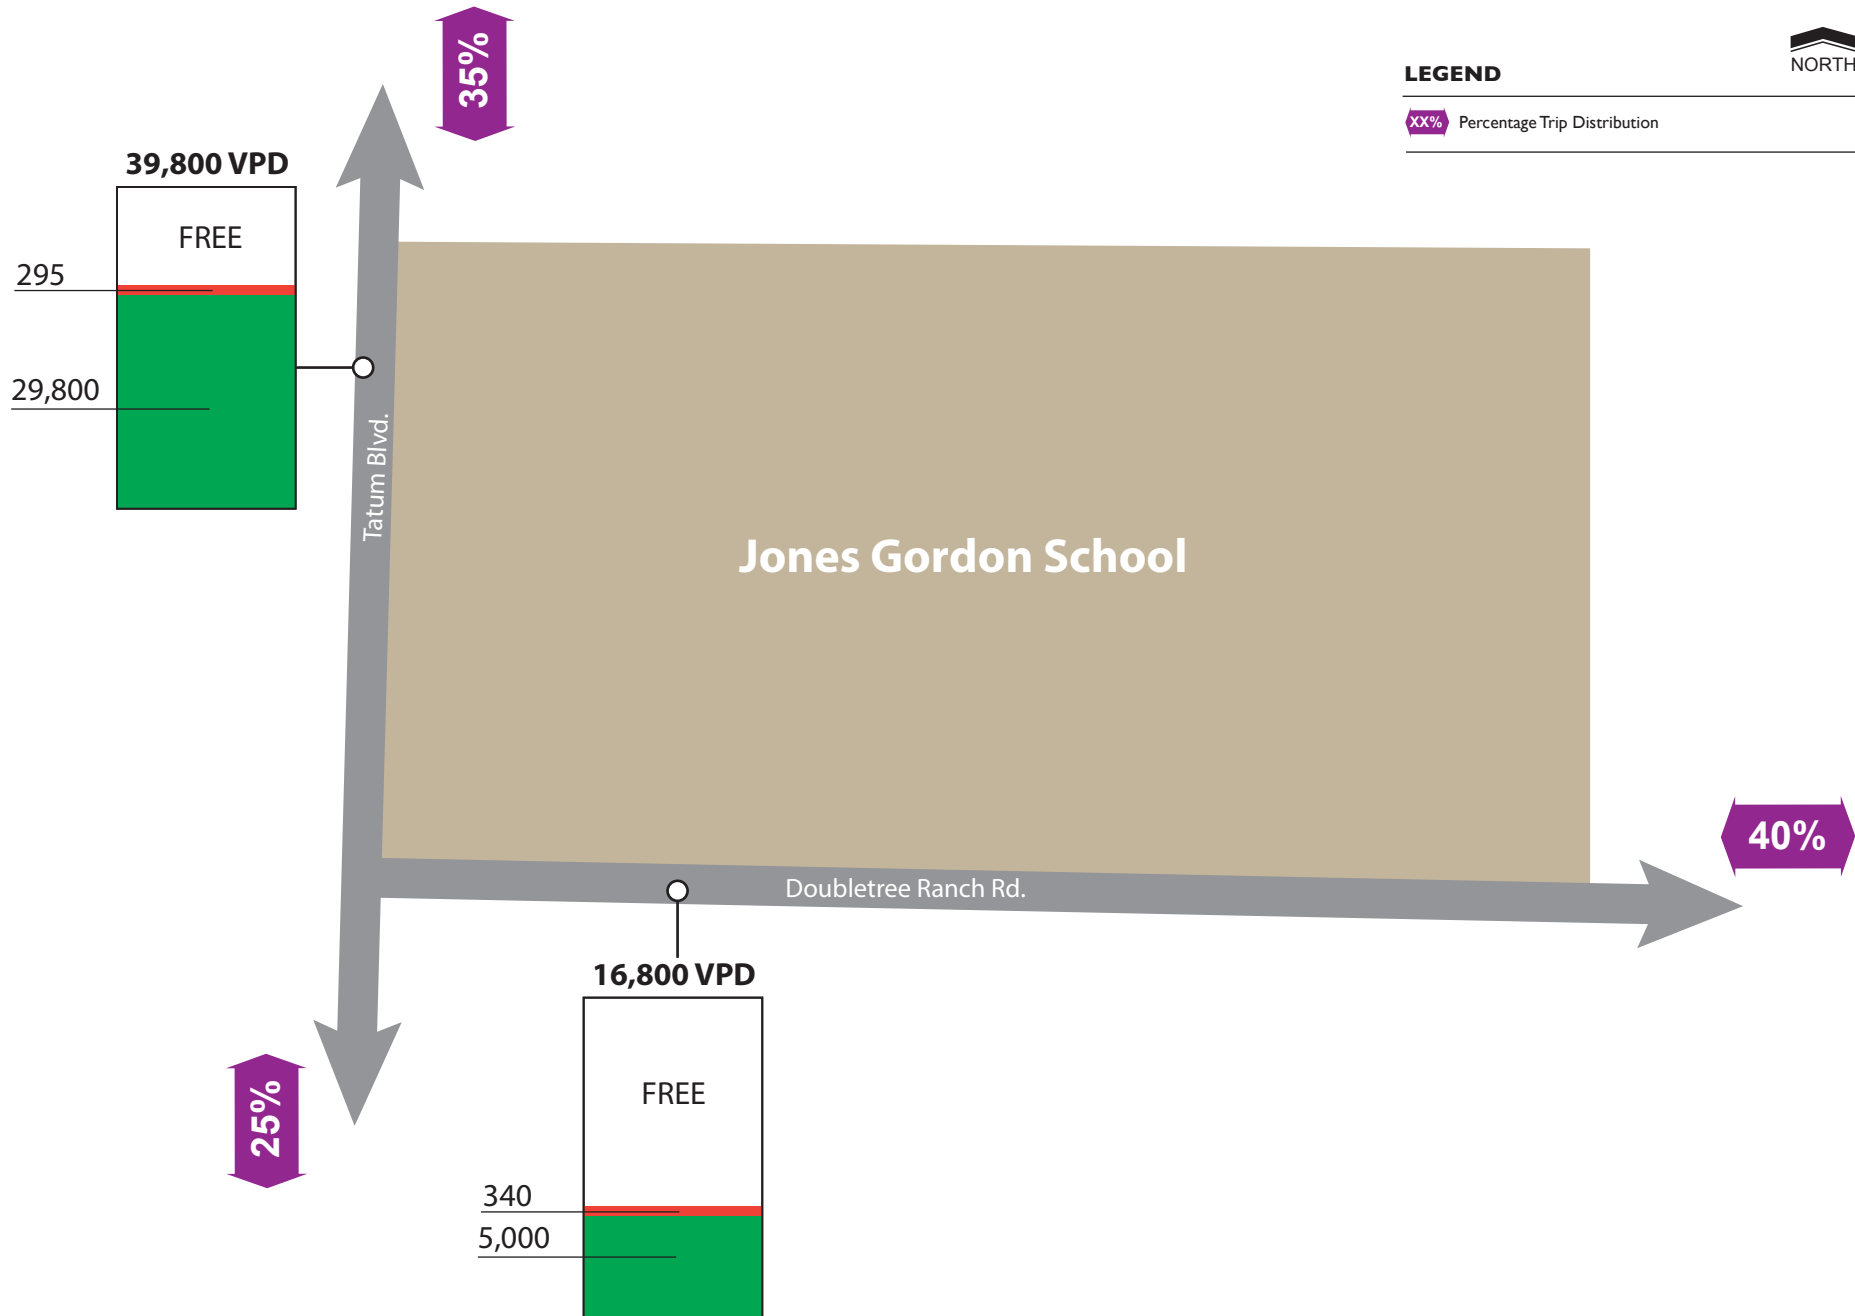 35%
NORTH
LEGEND
XX% Percentage Trip Distribution
39,800 VPD
FREE
295
29,800
Tatum Blvd.
Jones Gordon School
40%
Doubletree Ranch Rd.
16,800 VPD
FREE
25%
340
5,000